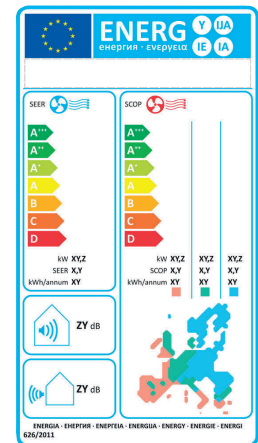 ENERG Y IJA
енергия · ενεργεια IE IA
SEER
A+++
A++
A+
A
B
C
D
kW XY,Z
SEER X,Y
kWh/annum XY
SCOP
A+++
A++
A+
A
B
C
D
kW XY,Z XY,Z XY,Z
SCOP X,Y X,Y X,Y
kWh/annum XY XY XY
ZY dB
ZY dB
ENERGIA · ЕНЕРГИЯ · ΕΝΕΡΓΕΙΑ · ENERGIJA · ENERGY · ENERGIE · ENERGI
626/2011